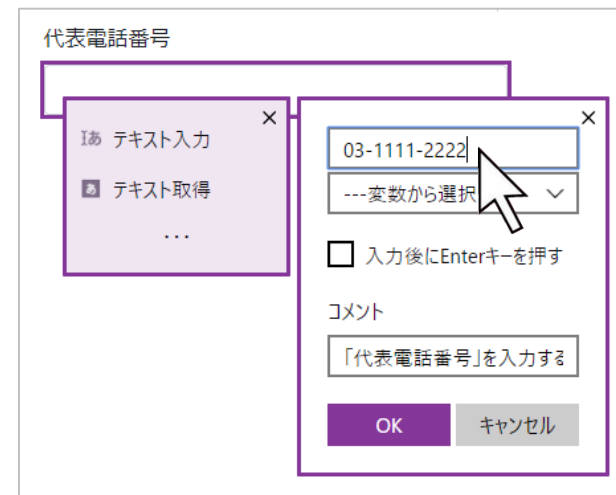 代表電話番号
Iあ テキスト入力
あ テキスト取得
...
03-1111-2222
---変数から選択
入力後にEnterキーを押す
コメント
「代表電話番号」を入力する
OK
キャンセル